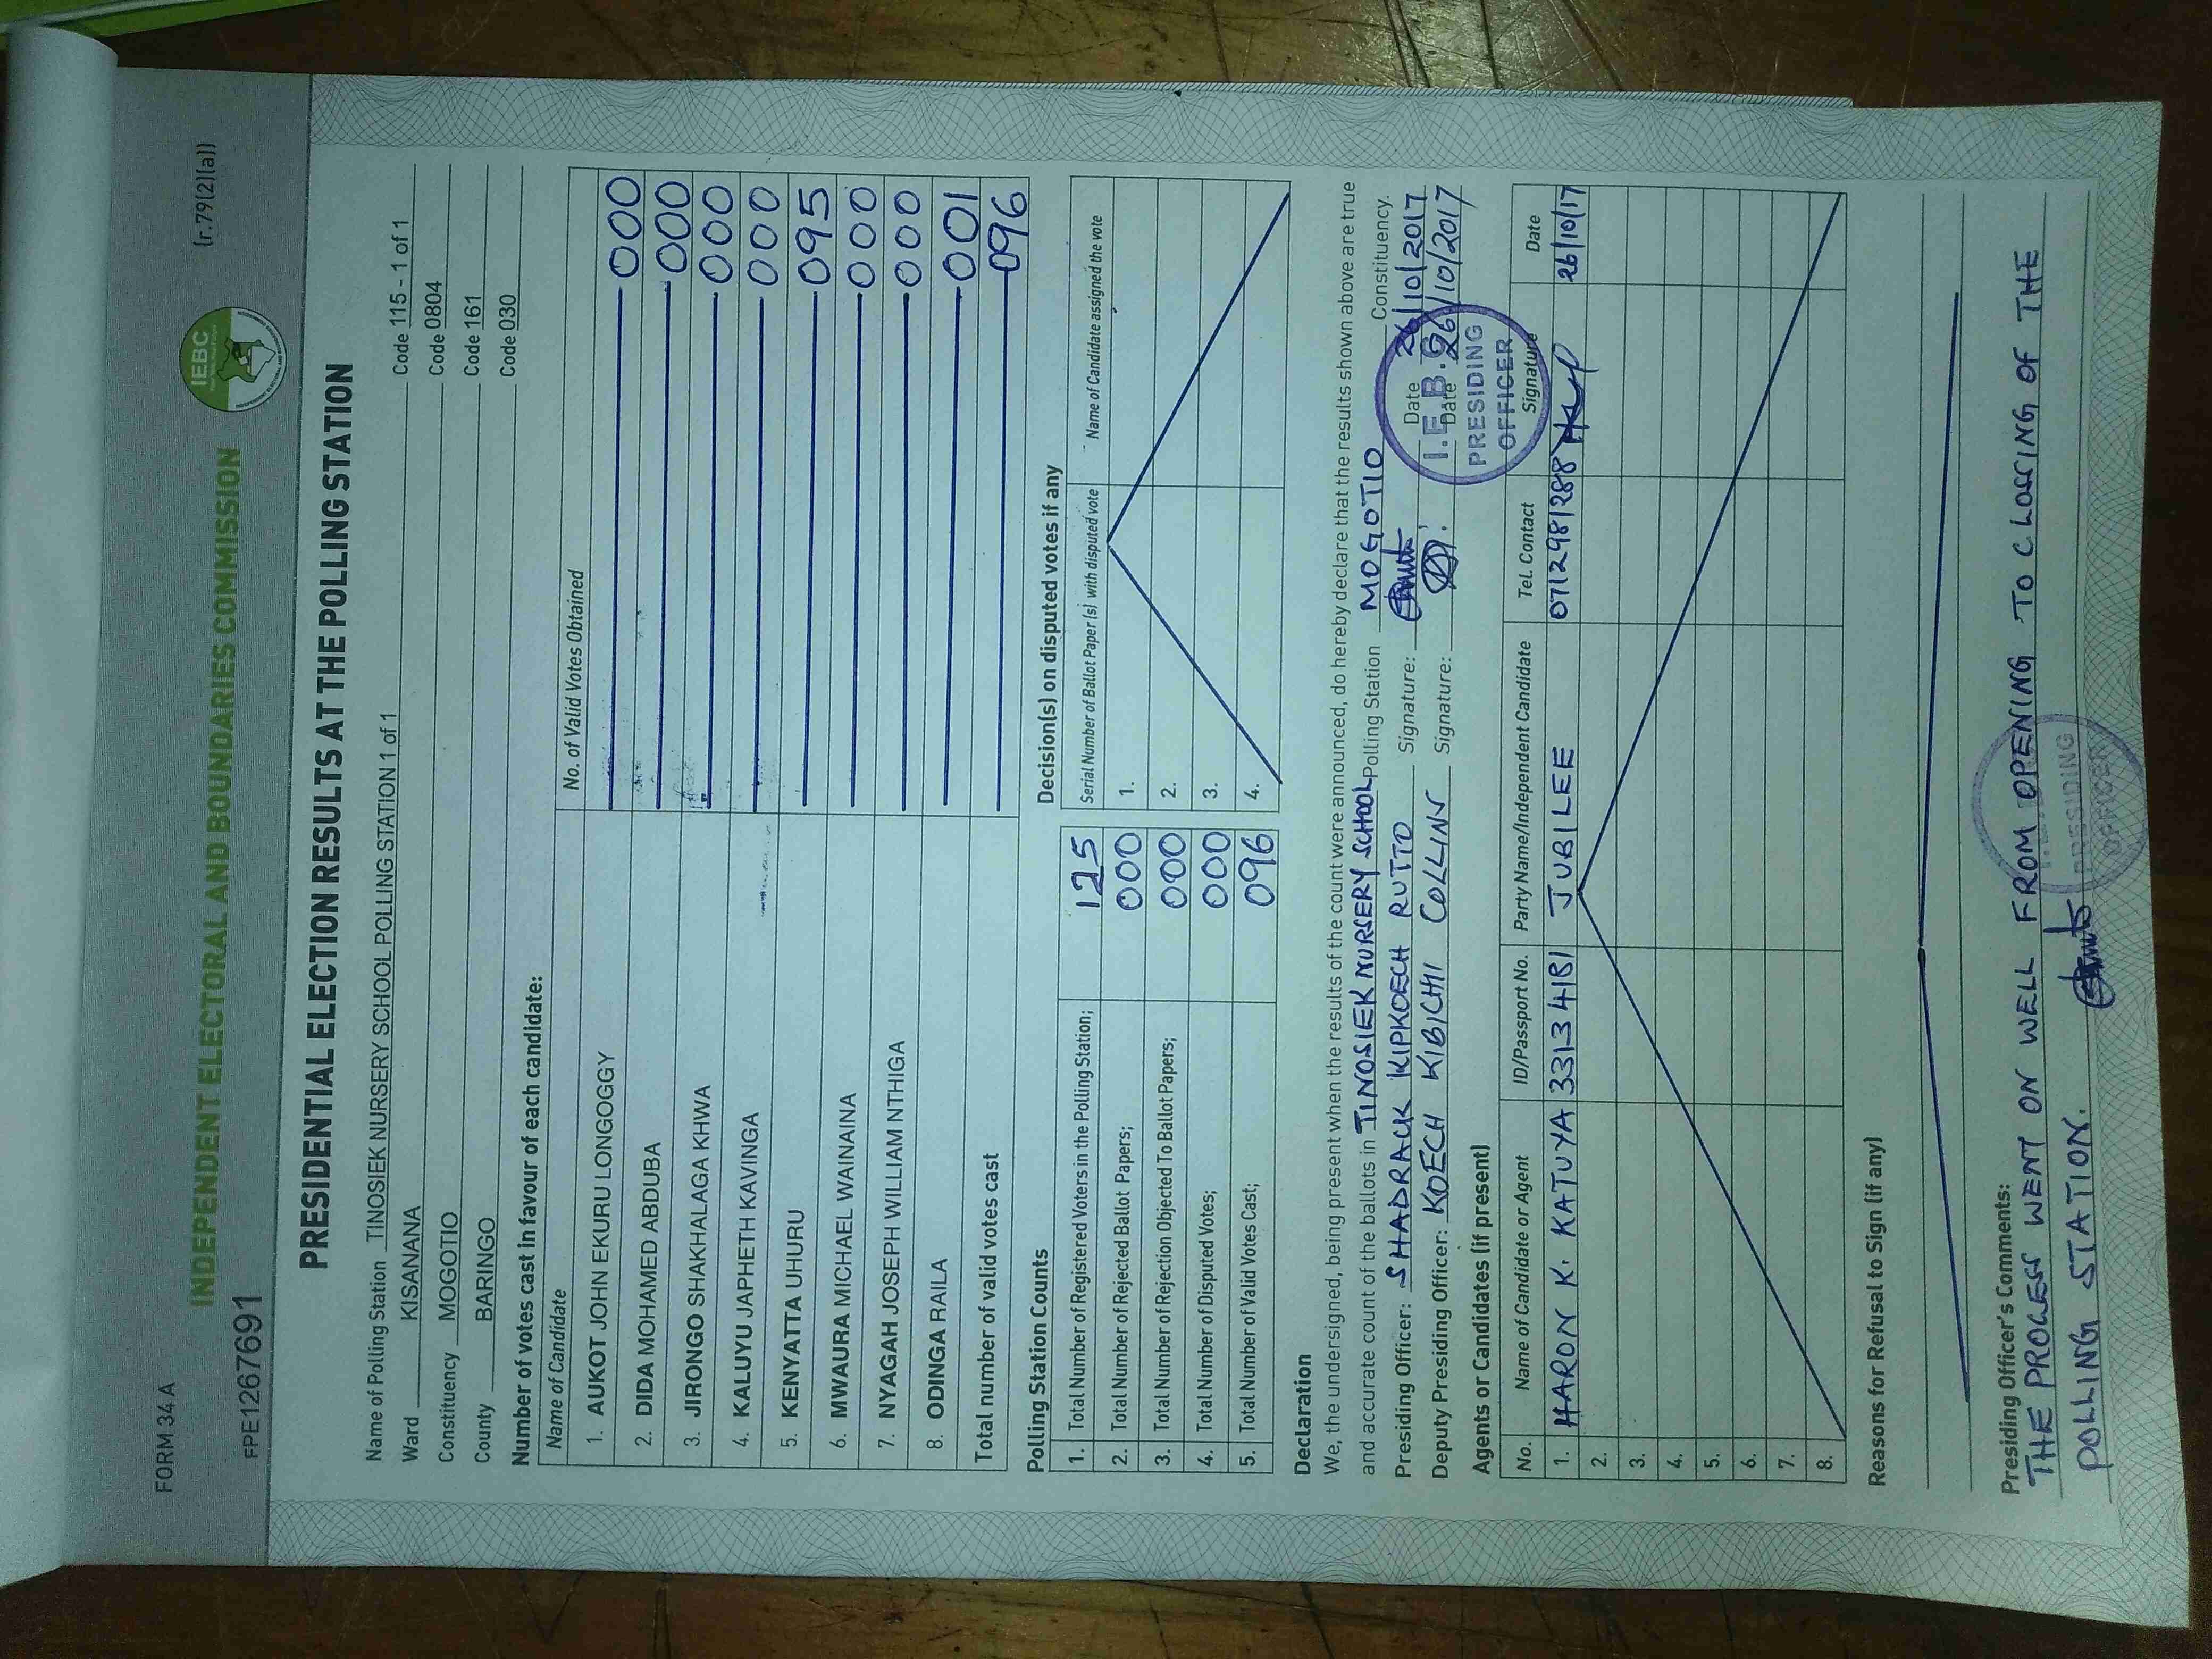 FORM 34 A
(r.79(2)(a))
IEBC
INDEPENDENT ELECTORAL AND BOUNDARIES COMMISSION
FPE1267691
PRESIDENTIAL ELECTION RESULTS AT THE POLLING STATION
Name of Polling Station TINOSIEK NURSERY SCHOOL POLLING STATION 1 of 1 Code 115 - 1 of 1
Ward KISANANA Code 0804
Constituency MOGOTIO Code 161
County BARINGO Code 030
Number of votes cast in favour of each candidate:
Name of Candidate No. of Valid Votes Obtained
1. AUKOT JOHN EKURU LONGOGGY 000
2. DIDA MOHAMED ABDUBA 000
3. JIRONGO SHAKHALAGA KHWA 000
4. KALUYU JAPHETH KAVINGA 000
5. KENYATTA UHURU 095
6. MWAURA MICHAEL WAINAINA 000
7. NYAGAH JOSEPH WILLIAM NTHIGA 000
8. ODINGA RAILA 001
Total number of valid votes cast 096
Polling Station Counts
1. Total Number of Registered Voters in the Polling Station; 125
2. Total Number of Rejected Ballot Papers; 000
3. Total Number of Rejection Objected To Ballot Papers; 000
4. Total Number of Disputed Votes; 000
5. Total Number of Valid Votes Cast; 096
Decision(s) on disputed votes if any
Serial Number of Ballot Paper (s) with disputed vote Name of Candidate assigned the vote
1.
2.
3.
4.
Declaration
We, the undersigned, being present when the results of the count were announced, do hereby declare that the results shown above are true
and accurate count of the ballots in TINOSIEK NURSERY SCHOOL Polling Station MOGOTIO Constituency.
Presiding Officer: SHADRACK KIPKOECH RUTTO Signature: Date 26/10/2017
Deputy Presiding Officer: KOECH KIBICHI COLLINS Signature: Date 26/10/2017
I.E.B.C
PRESIDING
OFFICER
Agents or Candidates (if present)
No. Name of Candidate or Agent ID/Passport No. Party Name/Independent Candidate Tel. Contact Signature Date
1. HARON K. KATUYA 33134181 JUBILEE 0712981288 26/10/17
2.
3.
4.
5.
6.
7.
8.
Reasons for Refusal to Sign (if any)
Presiding Officer's Comments:
THE PROCESS WENT ON WELL FROM OPENING TO CLOSSING OF THE
POLLING STATION.
PRESIDING
OFFICER